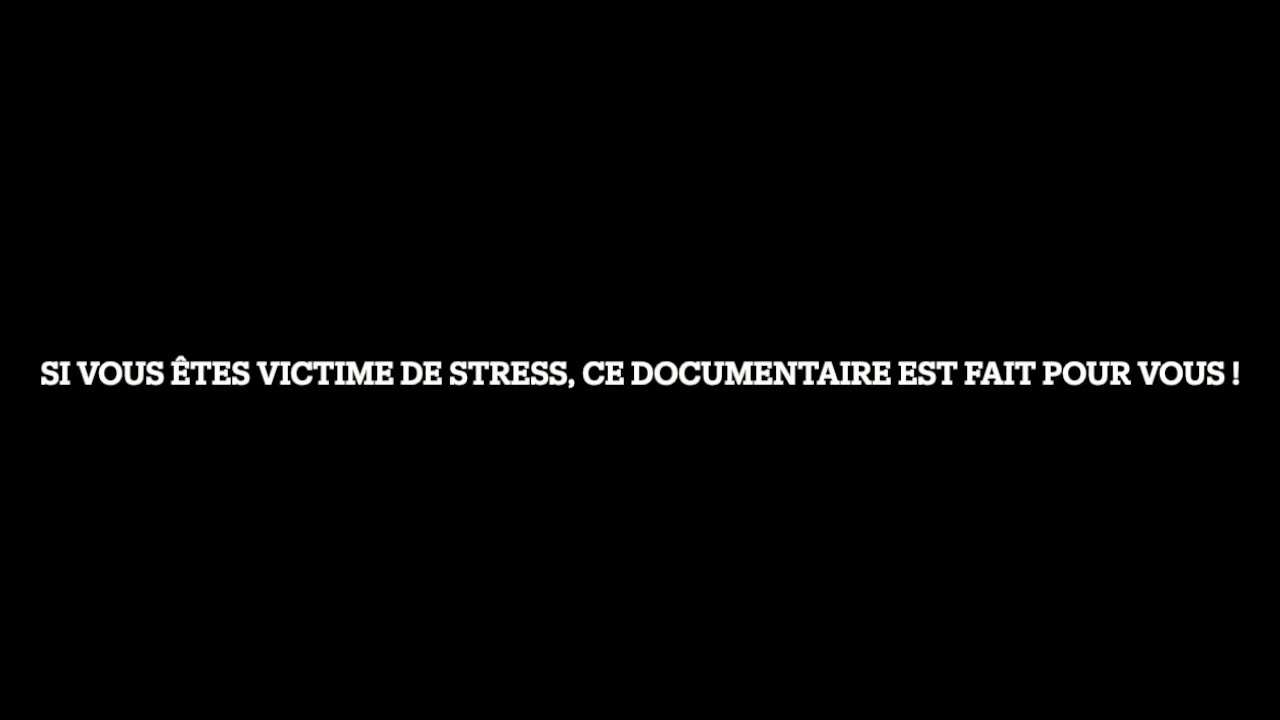 SI VOUS ÊTES VICTIME DE STRESS, CE DOCUMENTAIRE EST FAIT POUR VOUS !